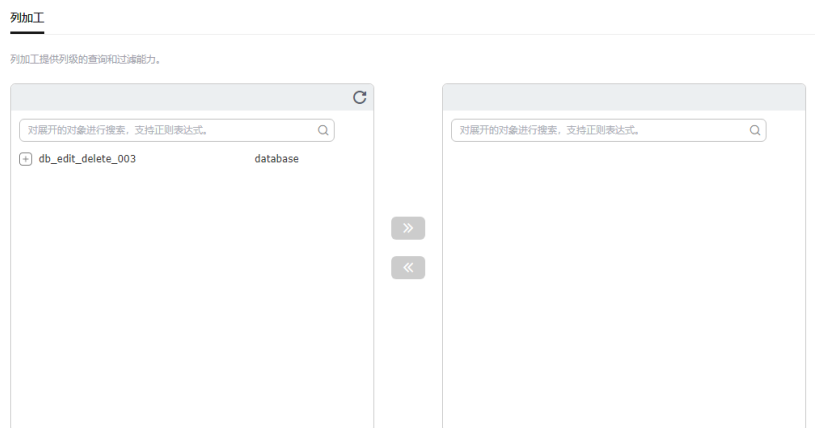 列加工
列加工提供列级的查询和过滤能力。
对展开的对象进行搜索，支持正则表达式。
db_edit_delete_003 database
对展开的对象进行搜索，支持正则表达式。